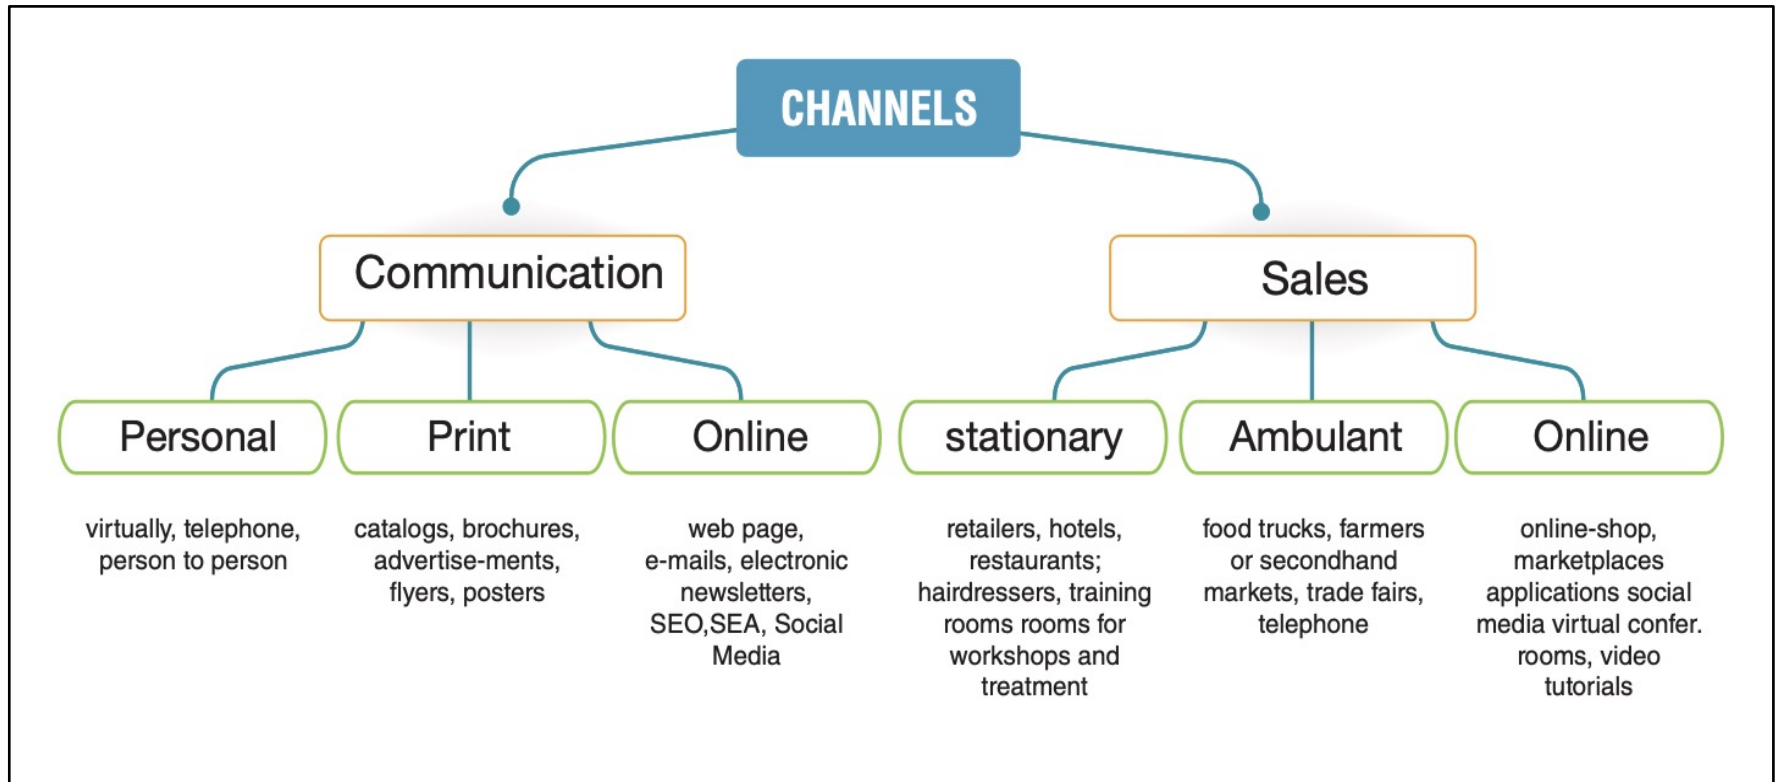 CHANNELS
Communication
Sales
Personal
Print
Online
stationary
Ambulant
Online
virtually, telephone,
person to person
catalogs, brochures,
advertise-ments,
flyers, posters
web page,
e-mails, electronic
newsletters,
SEO,SEA, Social
Media
retailers, hotels,
restaurants;
hairdressers, training
rooms rooms for
workshops and
treatment
food trucks, farmers
or secondhand
markets, trade fairs,
telephone
online-shop,
marketplaces
applications social
media virtual confer.
rooms, video
tutorials